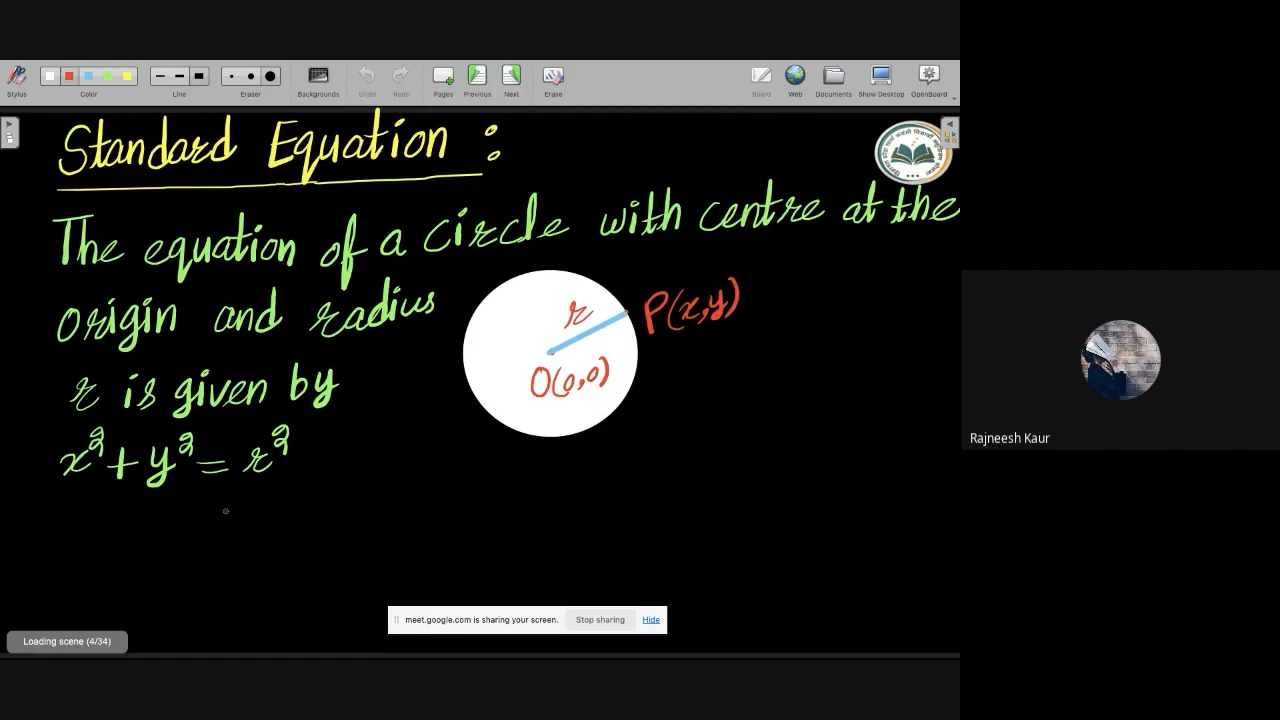 Stylus
Color
Line
Eraser
Backgrounds
Undo
Redo
Pages
Previous
Next
Erase
Board
Web
Documents
Show Desktop
OpenBoard
Standard Equation :
The equation of a circle with centre at the
origin and radius
r is given by
x²+y²=r²
r
P(x,y)
O(0,0)
Rajneesh Kaur
meet.google.com is sharing your screen.
Stop sharing
Hide
Loading scene (4/34)